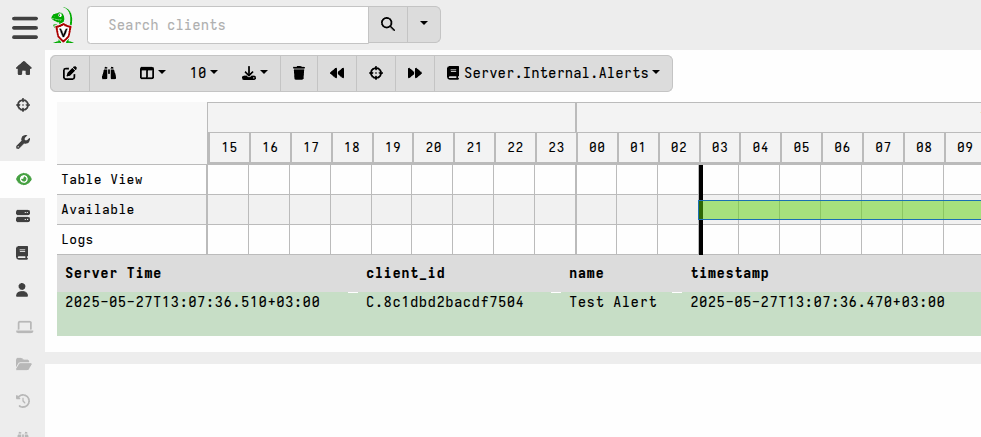 V
Search clients
10
Server.Internal.Alerts
15 16 17 18 19 20 21 22 23 00 01 02 03 04 05 06 07 08 09
Table View
Available
Logs
Server Time client_id name timestamp
2025-05-27T13:07:36.510+03:00 C.8c1dbd2bacdf7504 Test Alert 2025-05-27T13:07:36.470+03:00